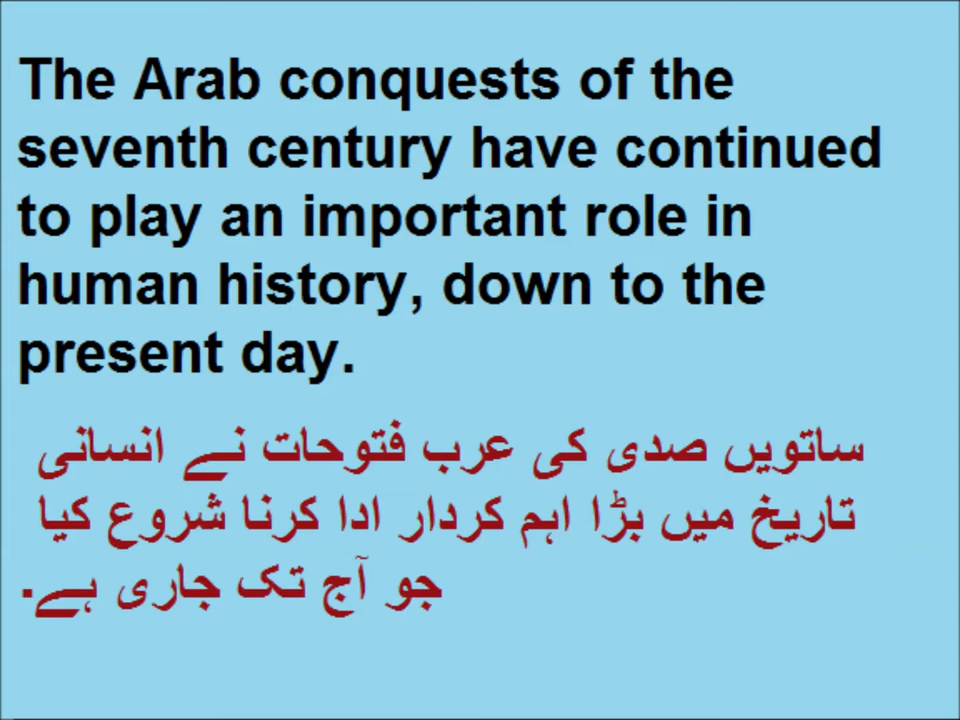 The Arab conquests of the
seventh century have continued
to play an important role in
human history, down to the
present day.
ساتویں صدی کی عرب فتوحات نے انسانی
تاریخ میں بڑا اہم کردار ادا کرنا شروع کیا
جو آج تک جاری ہے۔